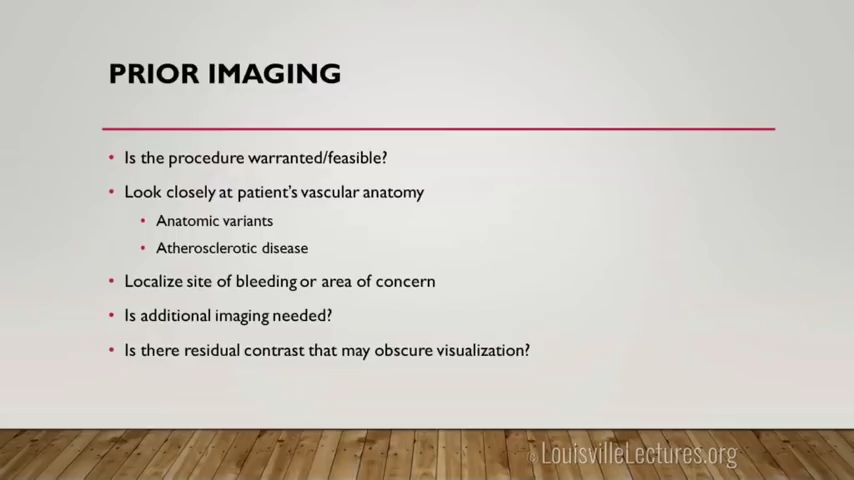 PRIOR IMAGING
• Is the procedure warranted/feasible?
• Look closely at patient's vascular anatomy
• Anatomic variants
• Atherosclerotic disease
• Localize site of bleeding or area of concern
• Is additional imaging needed?
• Is there residual contrast that may obscure visualization?
© LouisvilleLectures.org